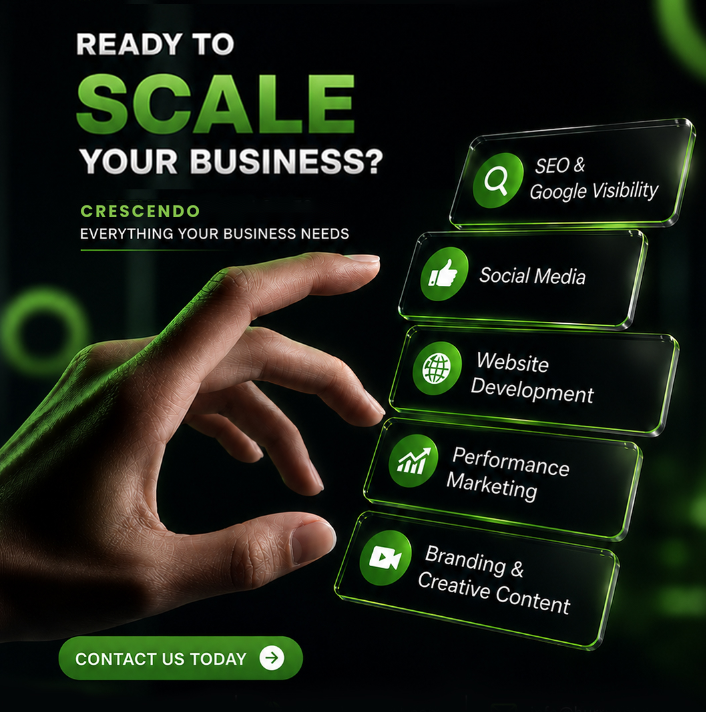 READY TO
SCALE
YOUR BUSINESS?
CRESCENDO
EVERYTHING YOUR BUSINESS NEEDS
SEO &
Google Visibility
Social Media
Website
Development
Performance
Marketing
Branding &
Creative Content
CONTACT US TODAY